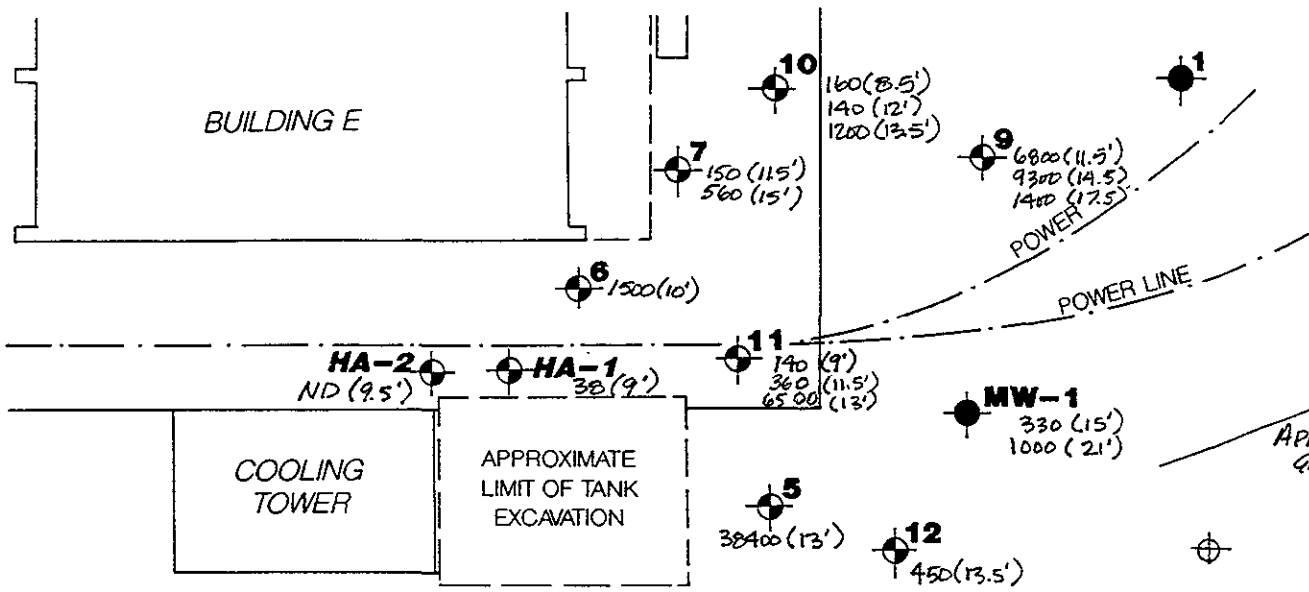 10
160 (8.5')
140 (12')
1200 (13.5')
1
BUILDING E
7
150 (11.5')
560 (15')
9
6800 (11.5')
9300 (14.5)
1400 (17.5)
POWER
6
1500 (10')
POWER LINE
HA-2
ND (9.5')
HA-1
38 (9')
11
140 (9')
360 (11.5')
6500 (13')
MW-1
330 (15')
1000 (21')
COOLING
TOWER
APPROXIMATE
LIMIT OF TANK
EXCAVATION
5
38400 (13')
12
450 (13.5')